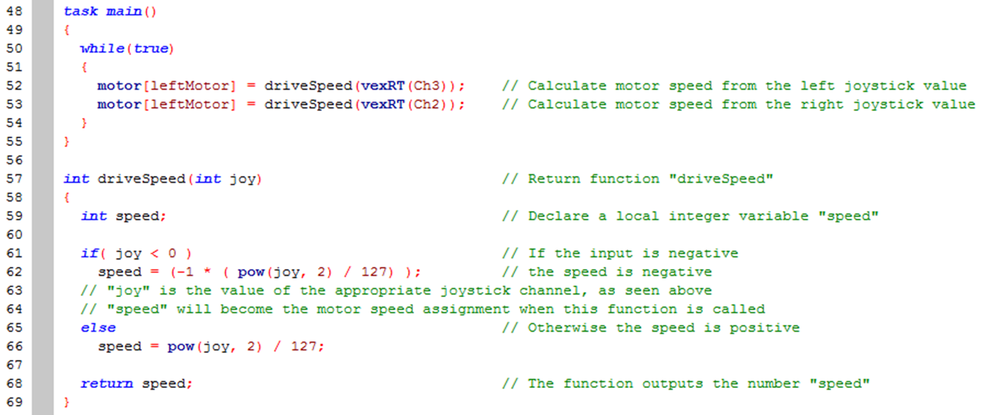 48 task main()
49 {
50 while(true)
51 {
52 motor[leftMotor] = driveSpeed(vexRT(Ch3)); // Calculate motor speed from the left joystick value
53 motor[leftMotor] = driveSpeed(vexRT(Ch2)); // Calculate motor speed from the right joystick value
54 }
55 }
56
57 int driveSpeed(int joy) // Return function "driveSpeed"
58 {
59 int speed; // Declare a local integer variable "speed"
60
61 if( joy < 0 ) // If the input is negative
62 speed = (-1 * ( pow(joy, 2) / 127) ); // the speed is negative
63 // "joy" is the value of the appropriate joystick channel, as seen above
64 // "speed" will become the motor speed assignment when this function is called
65 else // Otherwise the speed is positive
66 speed = pow(joy, 2) / 127;
67
68 return speed; // The function outputs the number "speed"
69 }